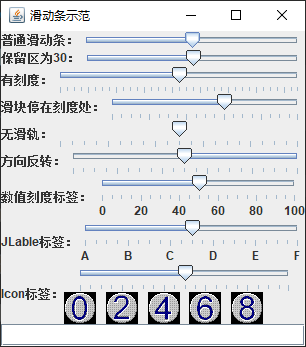 滑动条示范
普通滑动条：
保留区为30：
有刻度：
滑块停在刻度处：
无滑轨：
方向反转：
数值刻度标签：
0 20 40 60 80 100
JLable标签：
A B C D E F
Icon标签：
0 2 4 6 8